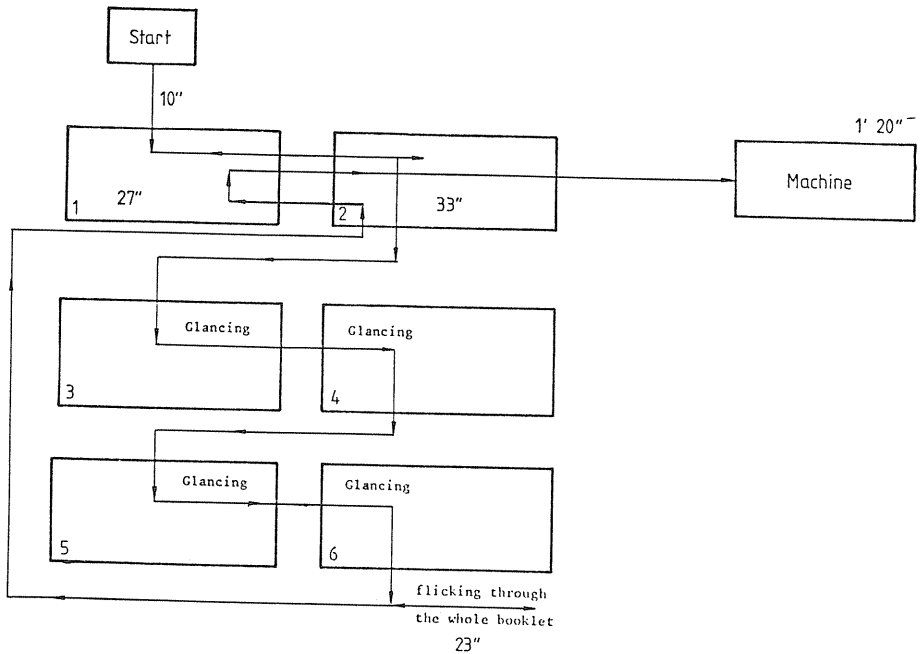 Start
10"
1' 20"
1
27"
2
33"
Machine
Glancing
Glancing
3
4
Glancing
Glancing
5
6
flicking through
the whole booklet
23"